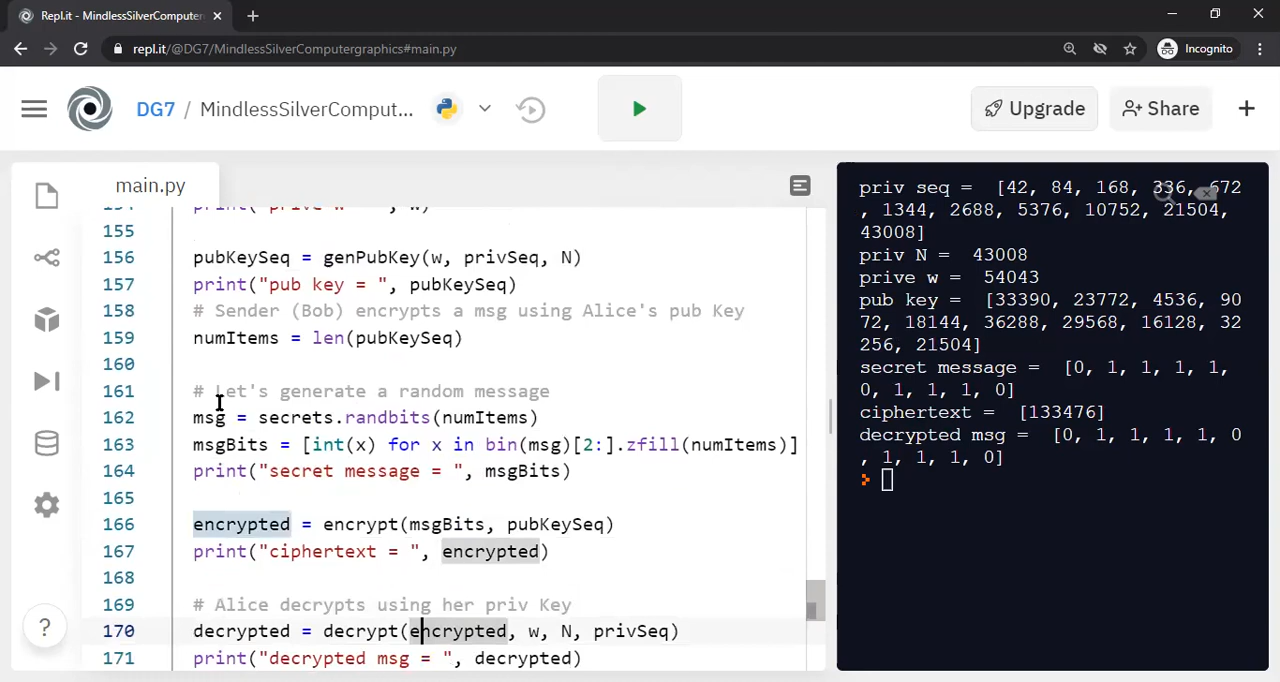 Repl.it - MindlessSilverComputer
repl.it/@DG7/MindlessSilverComputergraphics#main.py
Incognito
DG7 / MindlessSilverComput...
Upgrade
Share
main.py
154 print("prive w = ", w)
155
156 pubKeySeq = genPubKey(w, privSeq, N)
157 print("pub key = ", pubKeySeq)
158 # Sender (Bob) encrypts a msg using Alice's pub Key
159 numItems = len(pubKeySeq)
160
161 # Let's generate a random message
162 msg = secrets.randbits(numItems)
163 msgBits = [int(x) for x in bin(msg)[2:].zfill(numItems)]
164 print("secret message = ", msgBits)
165
166 encrypted = encrypt(msgBits, pubKeySeq)
167 print("ciphertext = ", encrypted)
168
169 # Alice decrypts using her priv Key
170 decrypted = decrypt(encrypted, w, N, privSeq)
171 print("decrypted msg = ", decrypted)
?
priv seq =  [42, 84, 168, 336, 672
, 1344, 2688, 5376, 10752, 21504,
43008]
priv N =  43008
prive w =  54043
pub key =  [33390, 23772, 4536, 90
72, 18144, 36288, 29568, 16128, 32
256, 21504]
secret message =  [0, 1, 1, 1, 1,
0, 1, 1, 1, 0]
ciphertext =  [133476]
decrypted msg =  [0, 1, 1, 1, 1, 0
, 1, 1, 1, 0]